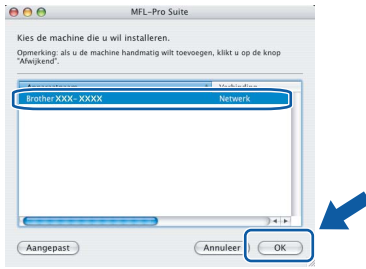 MFL-Pro Suite
Kies de machine die u wil installeren.
Opmerking: als u de machine handmatig wilt toevoegen, klikt u op de knop
"Afwijkend".
Brother XXX-XXXX Netwerk
Aangepast Annuleer OK